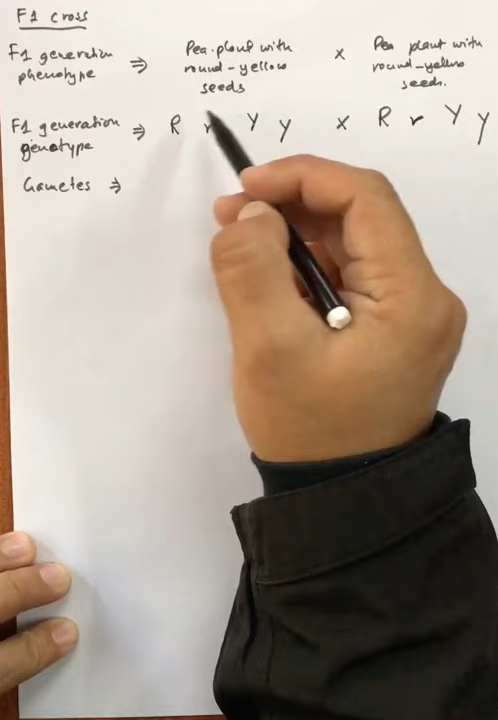 F1 cross
F1 generation phenotype ⇒ Pea plant with round-yellow seeds × Pea plant with round-yellow seeds.
F1 generation genotype ⇒ R r Y y × R r Y y
Gametes ⇒